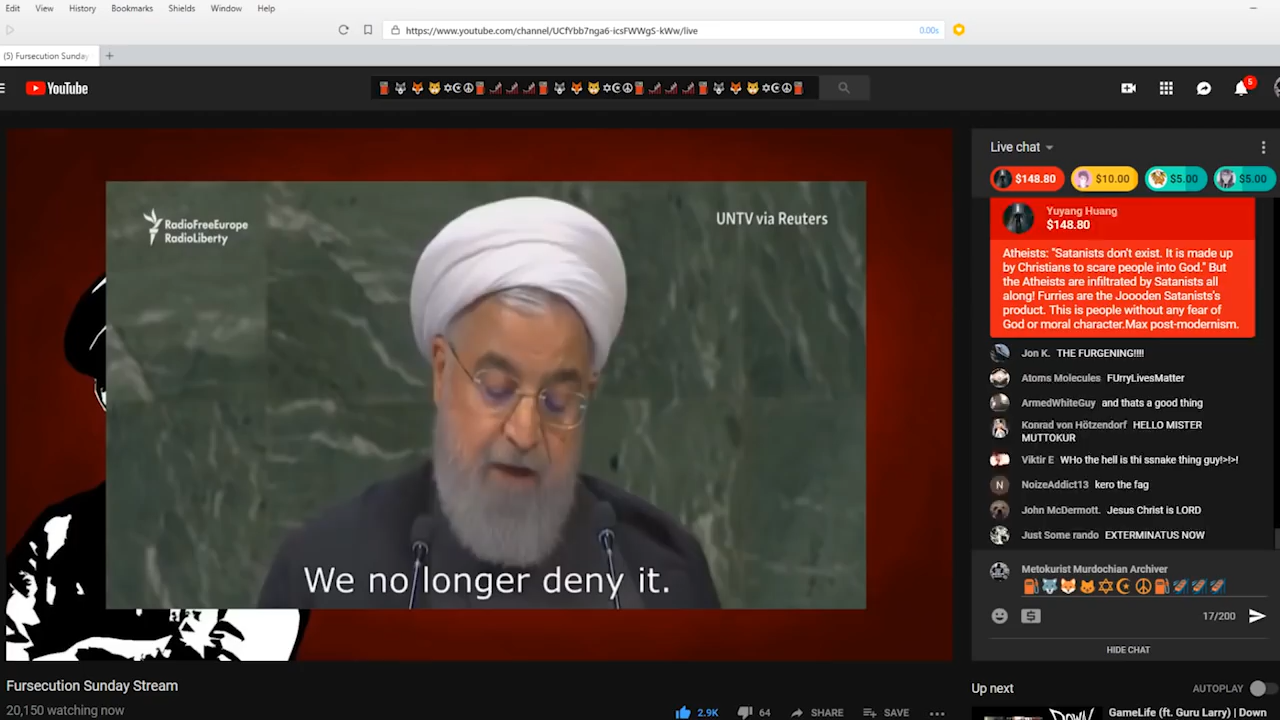 Edit View History Bookmarks Shields Window Help
https://www.youtube.com/channel/UCfYbb7nga6-icsFWWgS-kWw/live 0.00s
(5) Fursecution Sunday
YouTube
5
RadioFreeEurope
RadioLiberty
UNTV via Reuters
We no longer deny it.
Fursecution Sunday Stream
20,150 watching now
2.9K 64 SHARE SAVE
Live chat
$148.80 $10.00 $5.00 $5.00
Yuyang Huang
$148.80
Atheists: "Satanists don't exist. It is made up
by Christians to scare people into God." But
the Atheists are infiltrated by Satanists all
along! Furries are the Joooden Satanists's
product. This is people without any fear of
God or moral character.Max post-modernism.
Jon K. THE FURGENING!!!!
Atoms Molecules FUrryLivesMatter
ArmedWhiteGuy and thats a good thing
Konrad von Hötzendorf HELLO MISTER
MUTTOKUR
Viktir E WHo the hell is thi ssnake thing guy!>!>!
N NoizeAddict13 kero the fag
John McDermott. Jesus Christ is LORD
Just Some rando EXTERMINATUS NOW
Metokurist Murdochian Archiver
17/200
HIDE CHAT
Up next AUTOPLAY
GameLife (ft. Guru Larry) | Down